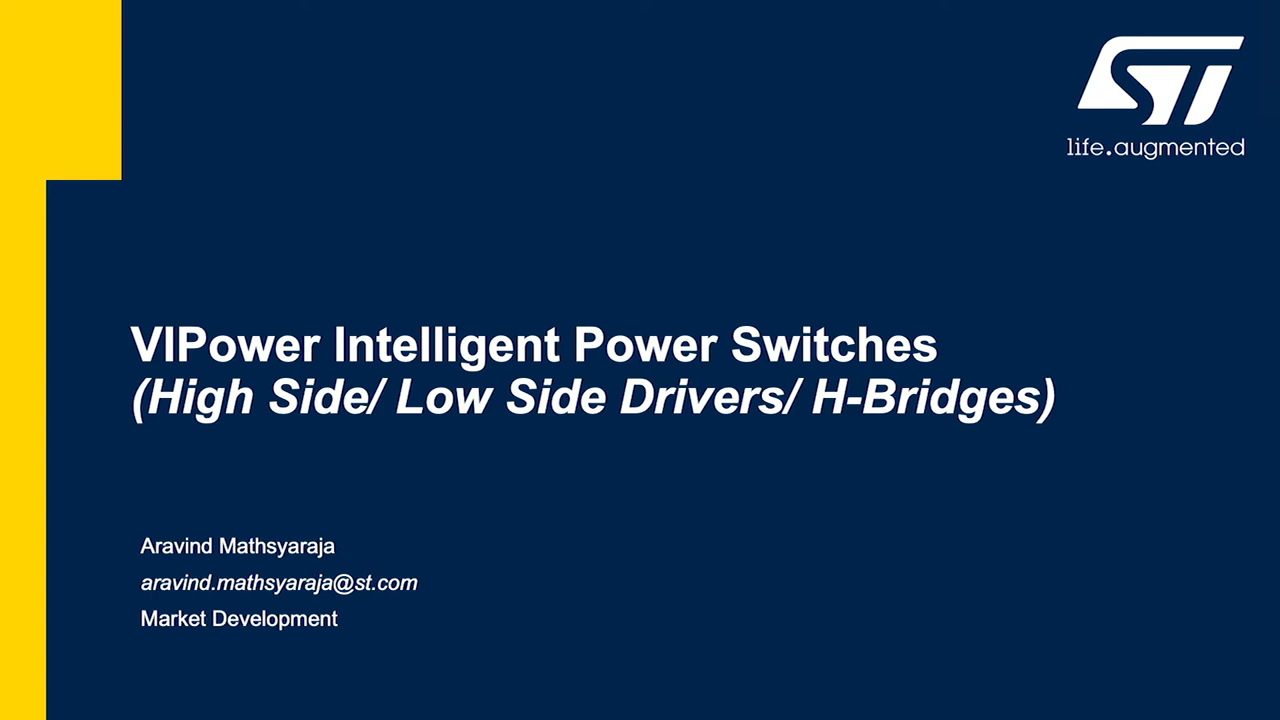 ST
life.augmented
VIPower Intelligent Power Switches
(High Side/ Low Side Drivers/ H-Bridges)
Aravind Mathsyaraja
aravind.mathsyaraja@st.com
Market Development